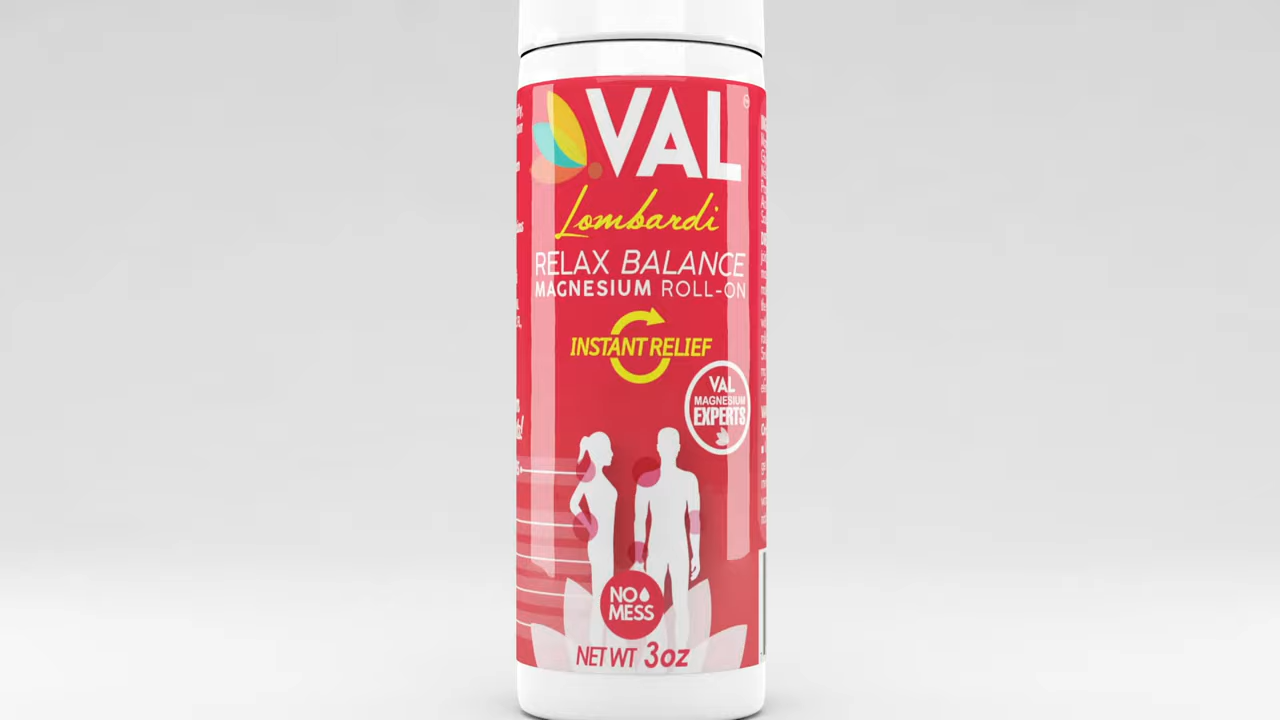 VAL
Lombardi
RELAX BALANCE
MAGNESIUM ROLL-ON
INSTANT RELIEF
VAL
MAGNESIUM
EXPERTS
NO
MESS
NET WT 3oz